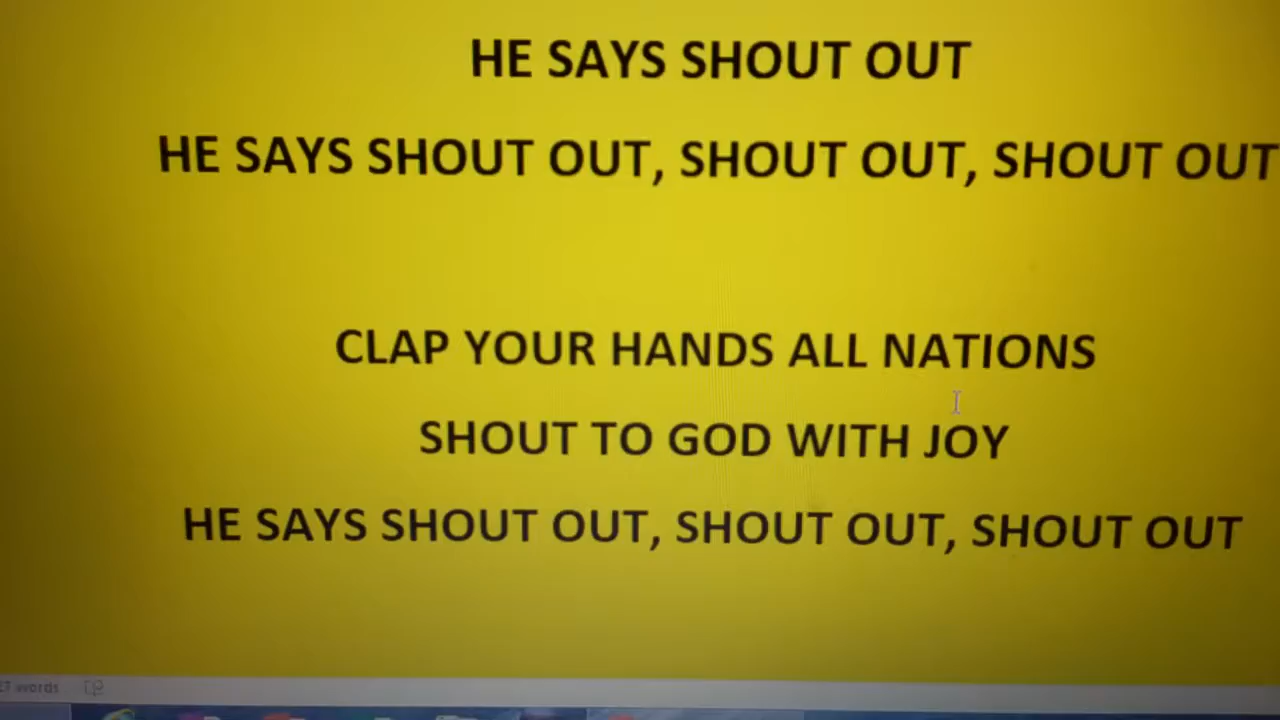 HE SAYS SHOUT OUT
HE SAYS SHOUT OUT, SHOUT OUT, SHOUT OUT
CLAP YOUR HANDS ALL NATIONS
SHOUT TO GOD WITH JOY
HE SAYS SHOUT OUT, SHOUT OUT, SHOUT OUT
words